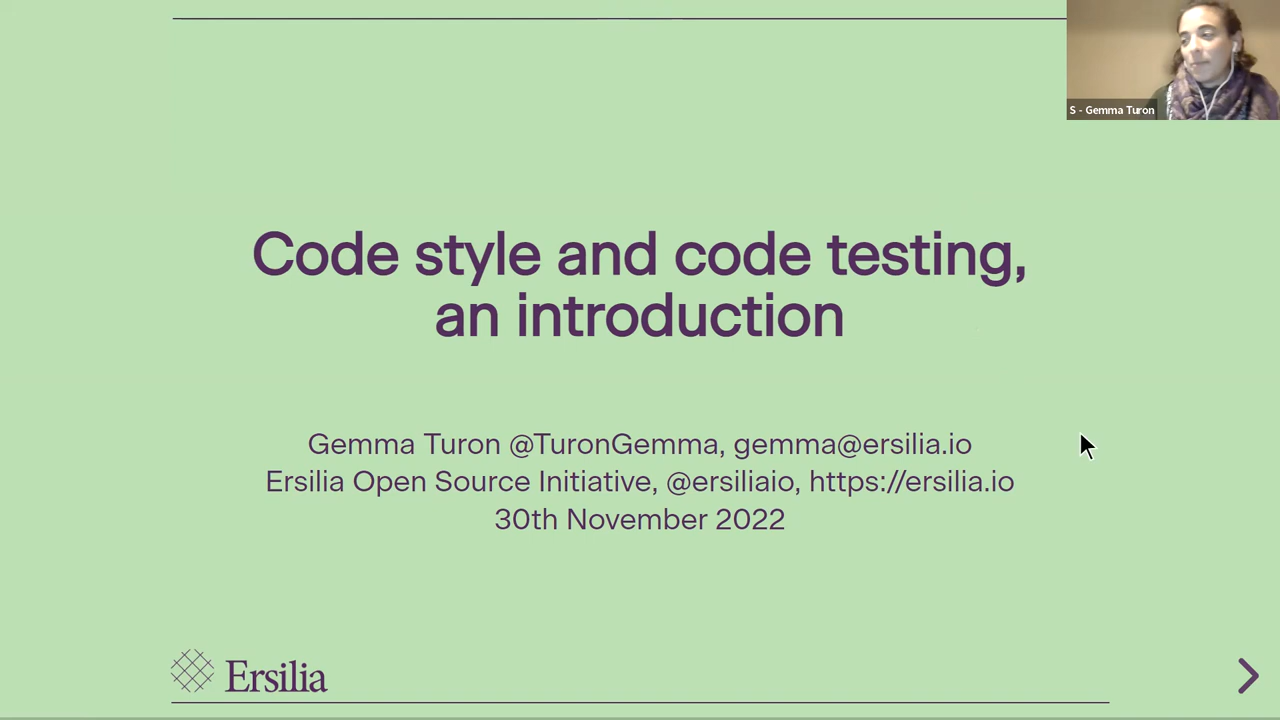 S - Gemma Turon
Code style and code testing,
an introduction
Gemma Turon @TuronGemma, gemma@ersilia.io
Ersilia Open Source Initiative, @ersiliaio, https://ersilia.io
30th November 2022
Ersilia